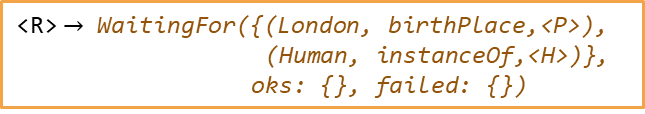 <R> → WaitingFor({(London, birthPlace,<P>),
(Human, instanceOf,<H>)},
oks: {}, failed: {})